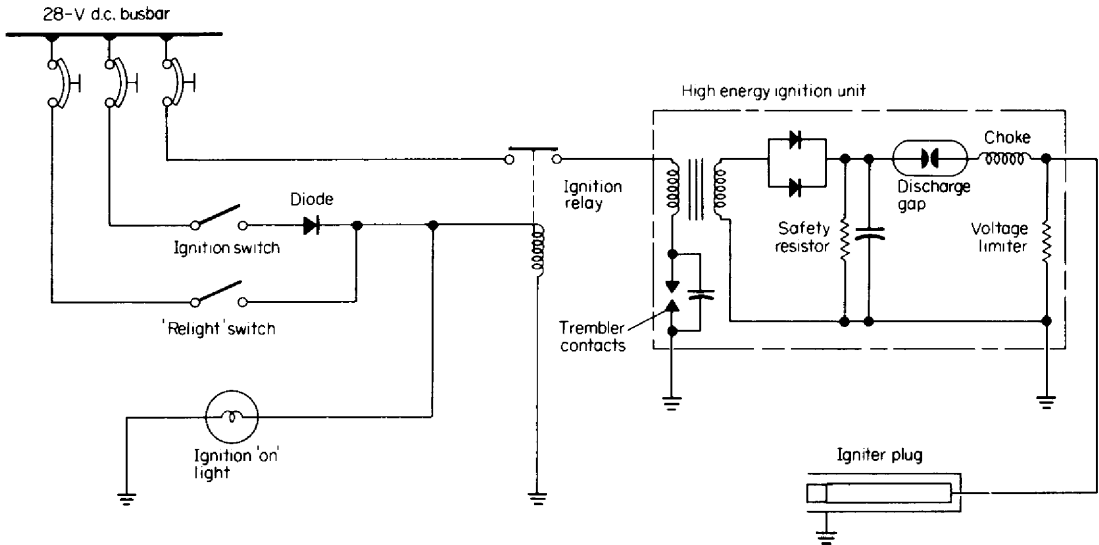 28-V d.c. busbar
High energy ignition unit
Choke
Discharge
gap
Ignition
relay
Diode
Ignition switch
Safety
resistor
Voltage
limiter
'Relight' switch
Trembler
contacts
Ignition 'on'
light
Igniter plug